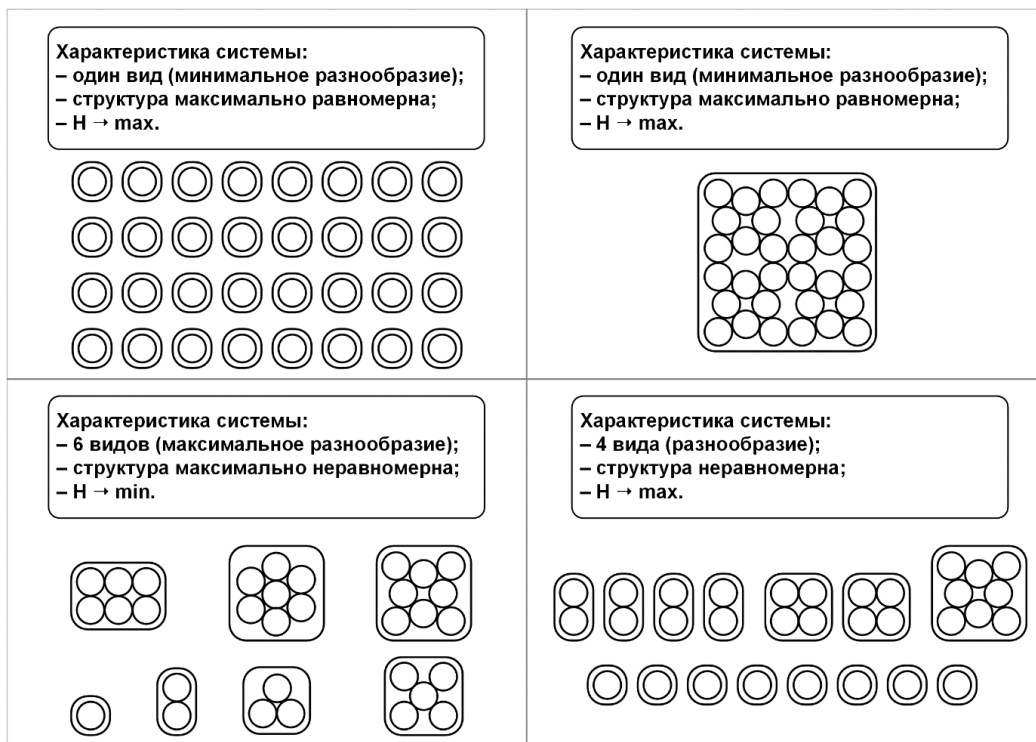 Характеристика системы:
– один вид (минимальное разнообразие);
– структура максимально равномерна;
– H → max.
Характеристика системы:
– один вид (минимальное разнообразие);
– структура максимально равномерна;
– H → max.
Характеристика системы:
– 6 видов (максимальное разнообразие);
– структура максимально неравномерна;
– H → min.
Характеристика системы:
– 4 вида (разнообразие);
– структура неравномерна;
– H → max.